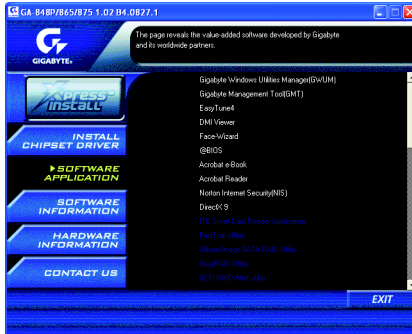 GA-848P/865/875 1.02 B4.0827.1
GIGABYTE
The page reveals the value-added software developed by Gigabyte
and its worldwide partners.
Xpress
Install
INSTALL
CHIPSET DRIVER
SOFTWARE
APPLICATION
SOFTWARE
INFORMATION
HARDWARE
INFORMATION
CONTACT US
Gigabyte Windows Utilities Manager(GWUM)
Gigabyte Management Tool(GMT)
EasyTune4
DMI Viewer
Face-Wizard
@BIOS
Acrobat e-Book
Acrobat Reader
Norton Internet Security(NIS)
DirectX 9
EXIT